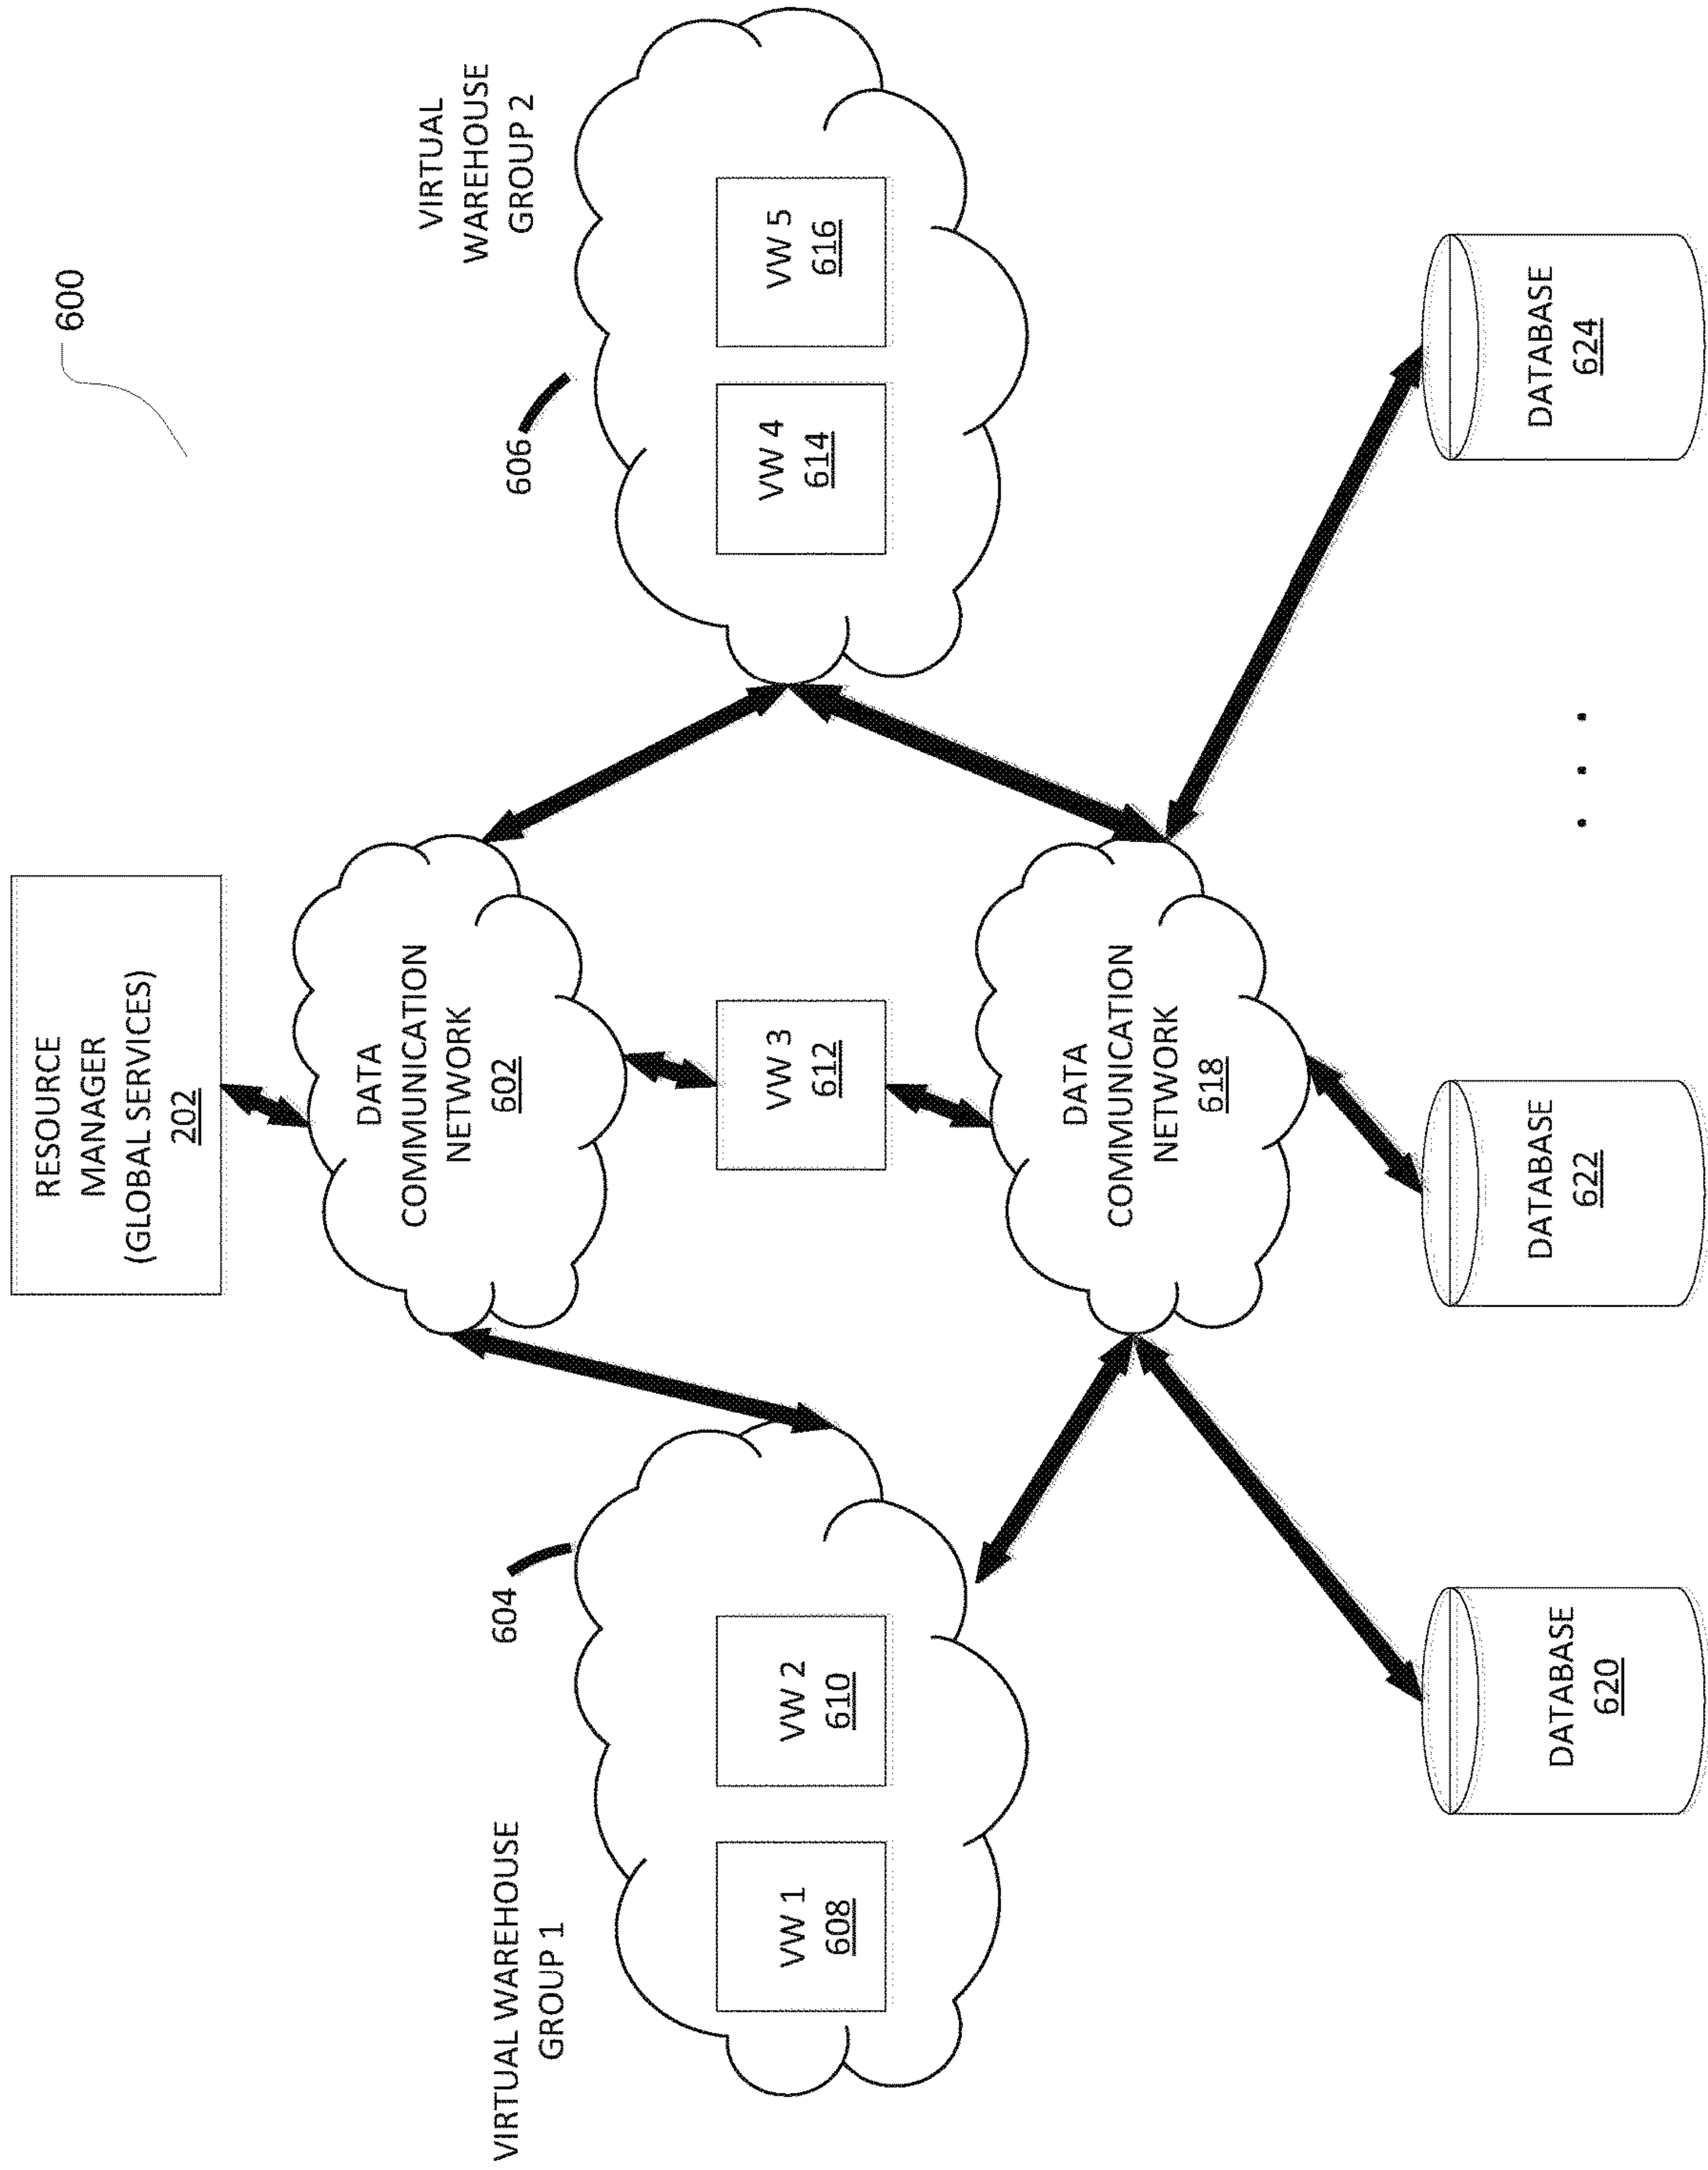 600
RESOURCE
MANAGER
(GLOBAL SERVICES)
202
DATA
COMMUNICATION
NETWORK
602
VIRTUAL WAREHOUSE
GROUP 1
604
VW 1
608
VW 2
610
VW 3
612
VIRTUAL
WAREHOUSE
GROUP 2
606
VW 4
614
VW 5
616
DATA
COMMUNICATION
NETWORK
618
DATABASE
620
DATABASE
622
. . .
DATABASE
624